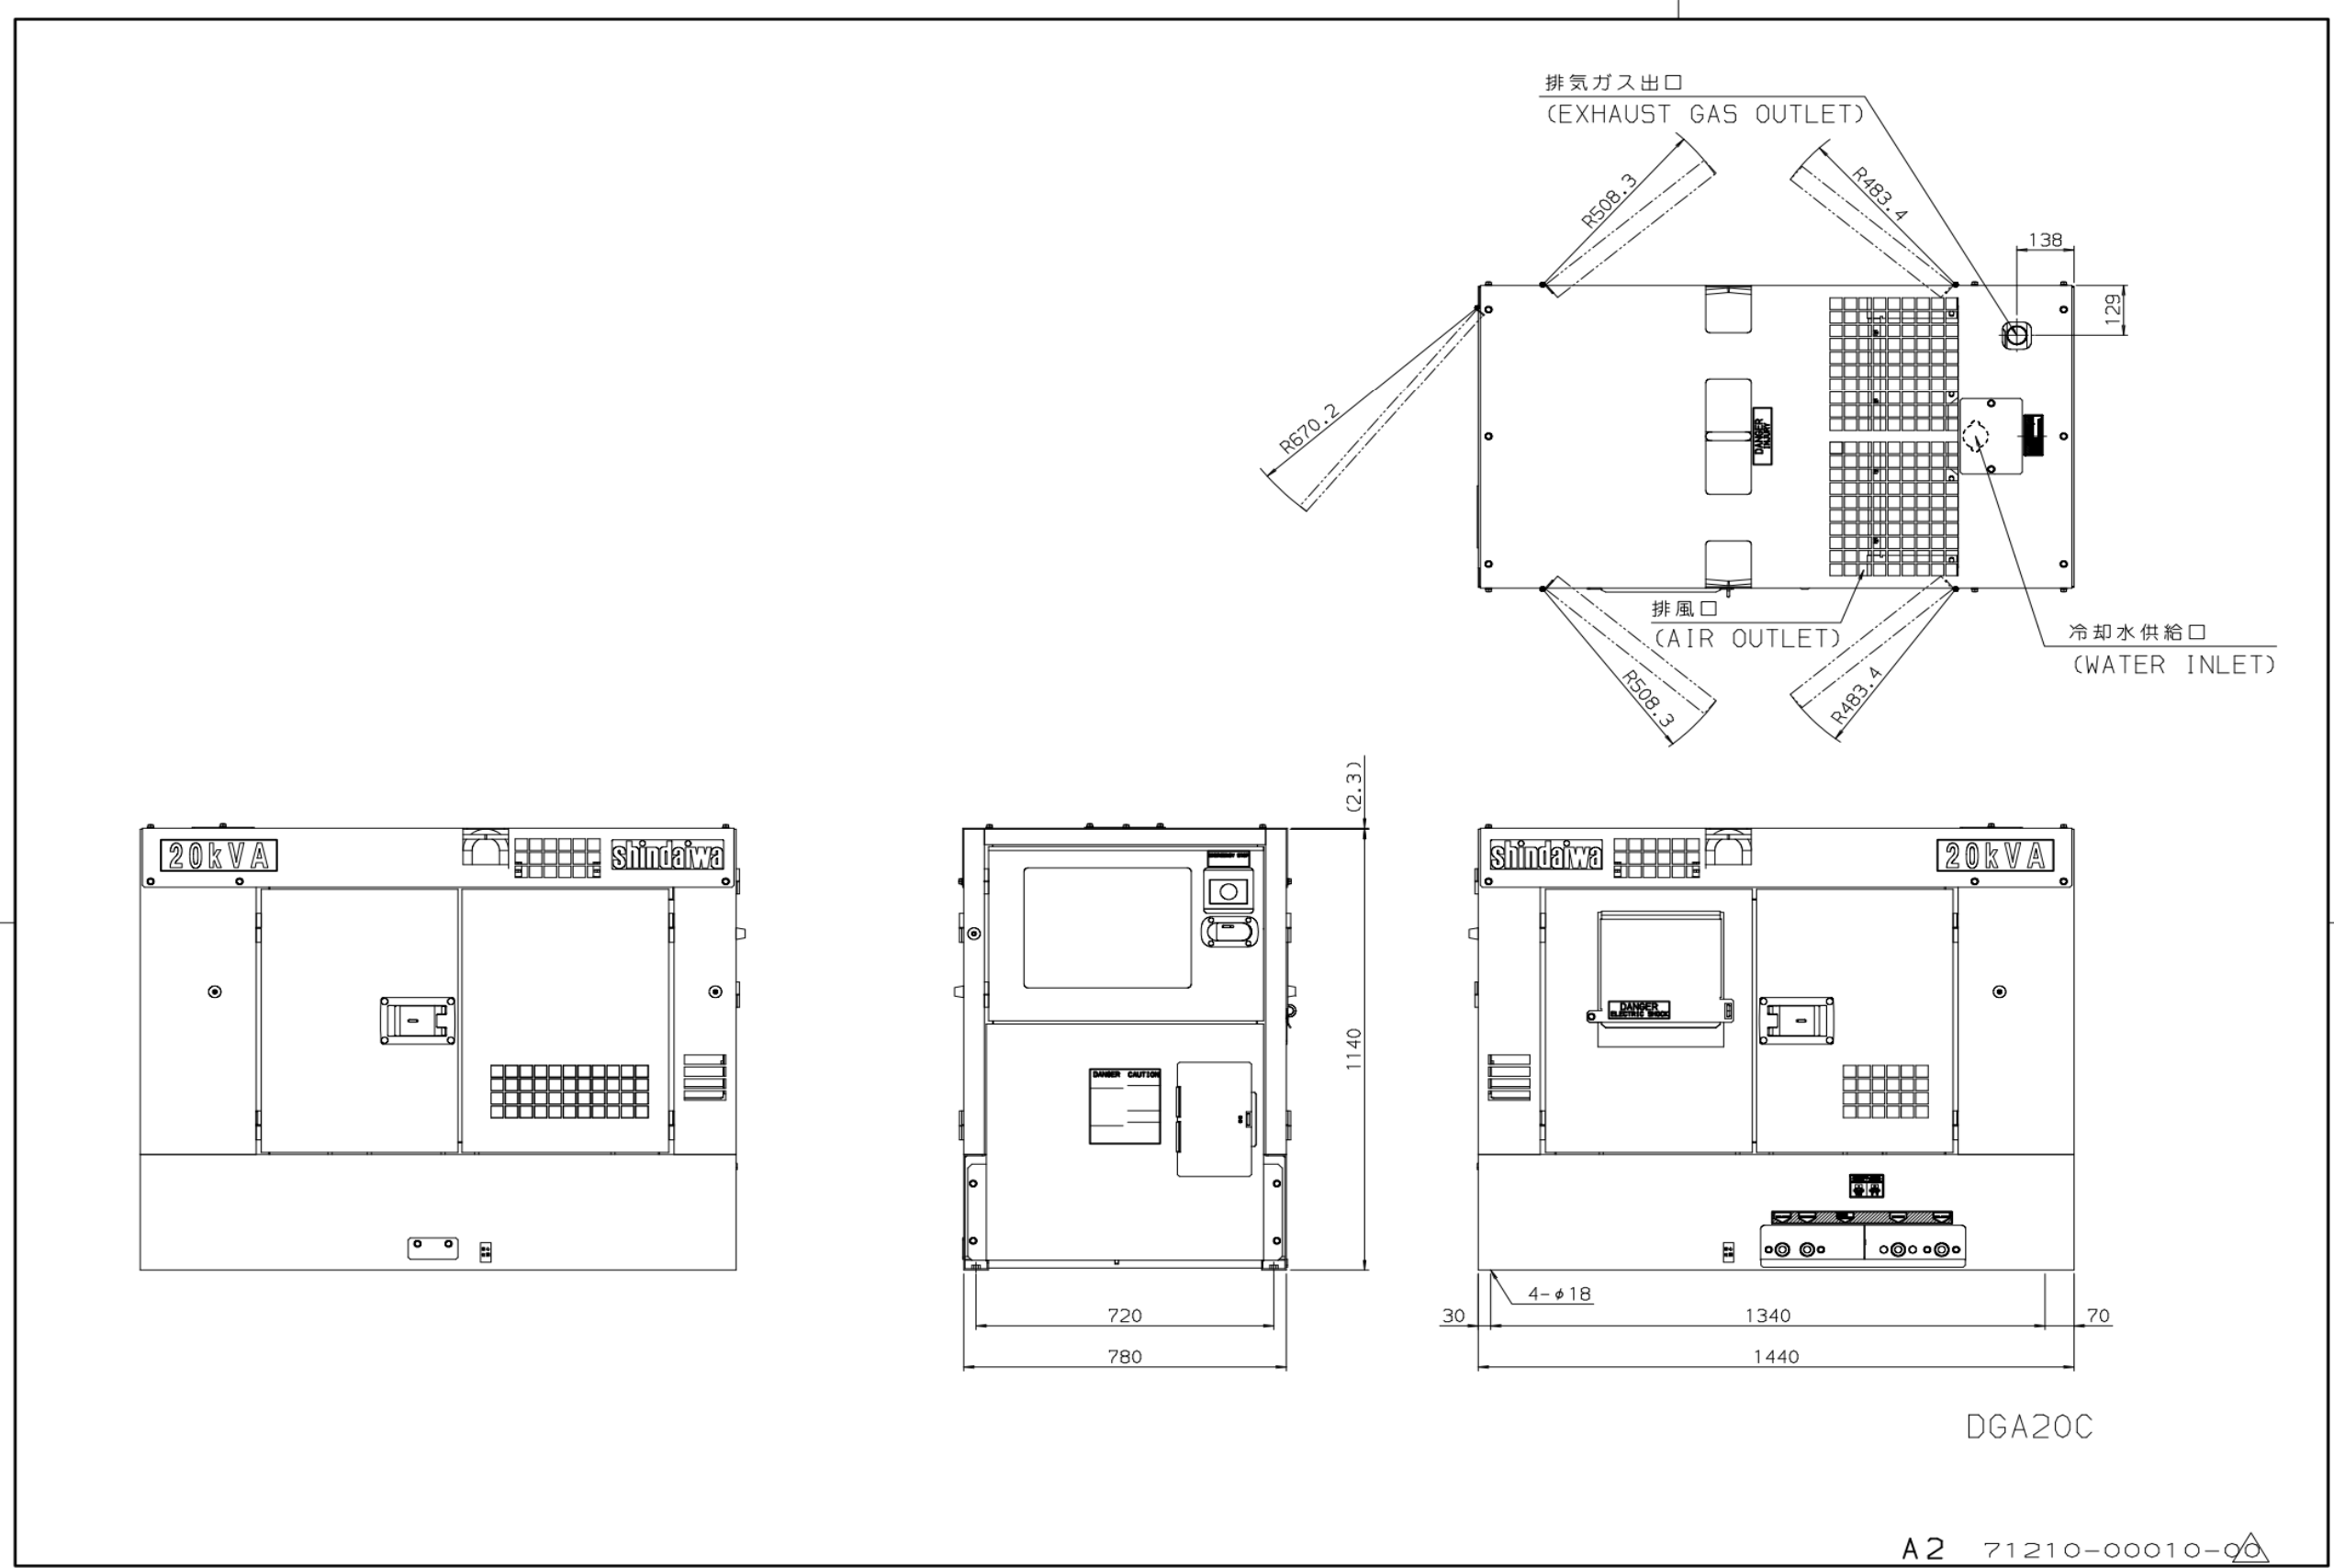 排気ガス出口
(EXHAUST GAS OUTLET)
R508.3
R483.4
138
129
R670.2
DANGER
INJURY
排風口
(AIR OUTLET)
冷却水供給口
(WATER INLET)
R508.3
R483.4
(2.3)
20kVA
shindaiwa
EMERGENCY STOP
shindaiwa
20kVA
DANGER
ELECTRIC SHOCK
1140
DANGER CAUTION
4-φ18
720
30
1340
70
780
1440
DGA20C
A2 71210-00010-00